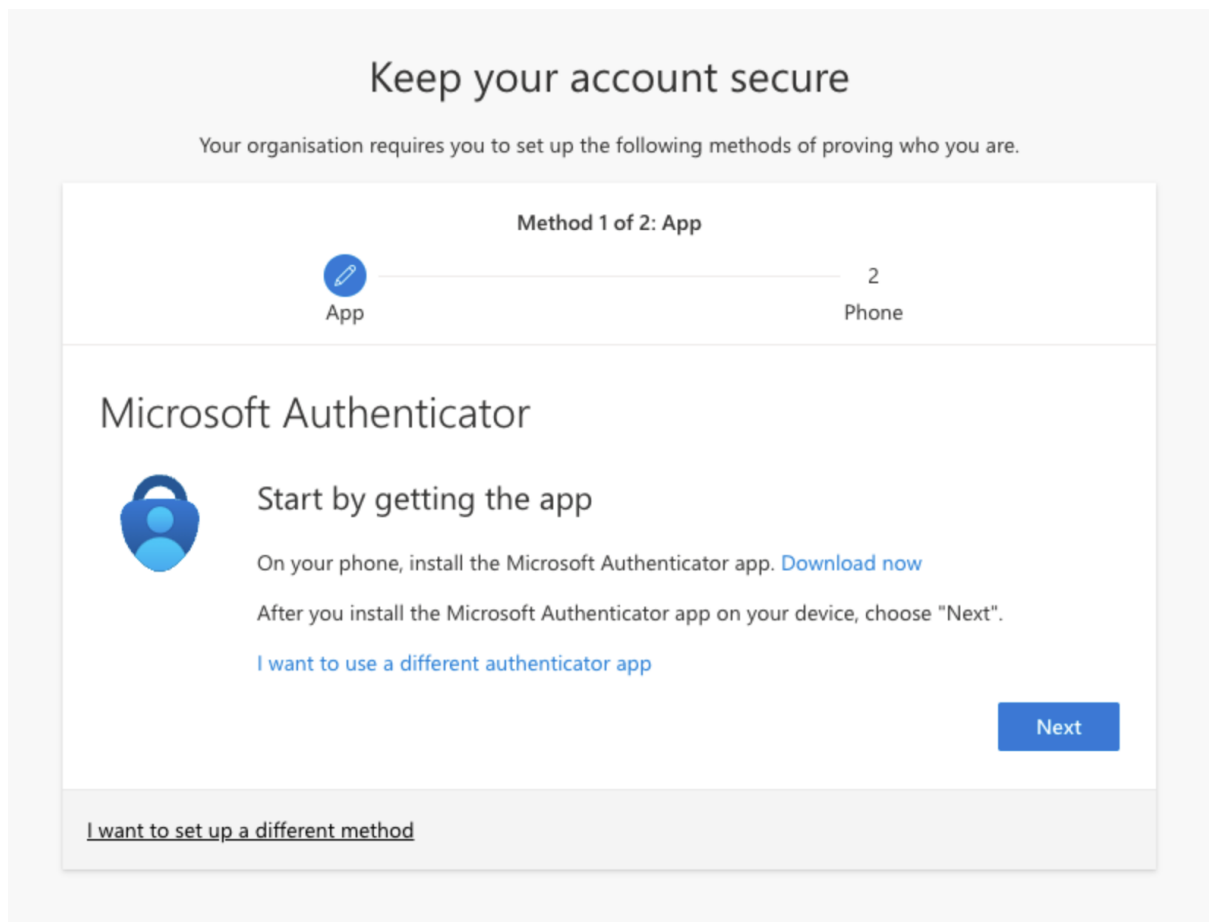 Keep your account secure
Your organisation requires you to set up the following methods of proving who you are.
Method 1 of 2: App
2
App
Phone
Microsoft Authenticator
Start by getting the app
On your phone, install the Microsoft Authenticator app. Download now
After you install the Microsoft Authenticator app on your device, choose "Next".
I want to use a different authenticator app
Next
I want to set up a different method